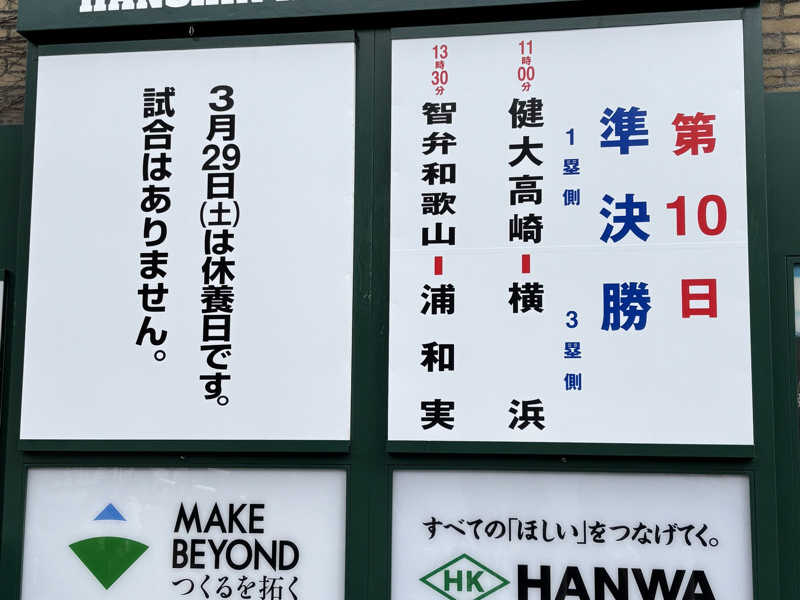 第10日
準決勝
1塁側 3塁側
11時00分 健大高崎-横浜
13時30分 智弁和歌山-浦和実
3月29日(土)は休養日です。
試合はありません。
MAKE
BEYOND
つくるを拓く
すべての「ほしい」をつなげてく。
HK HANWA